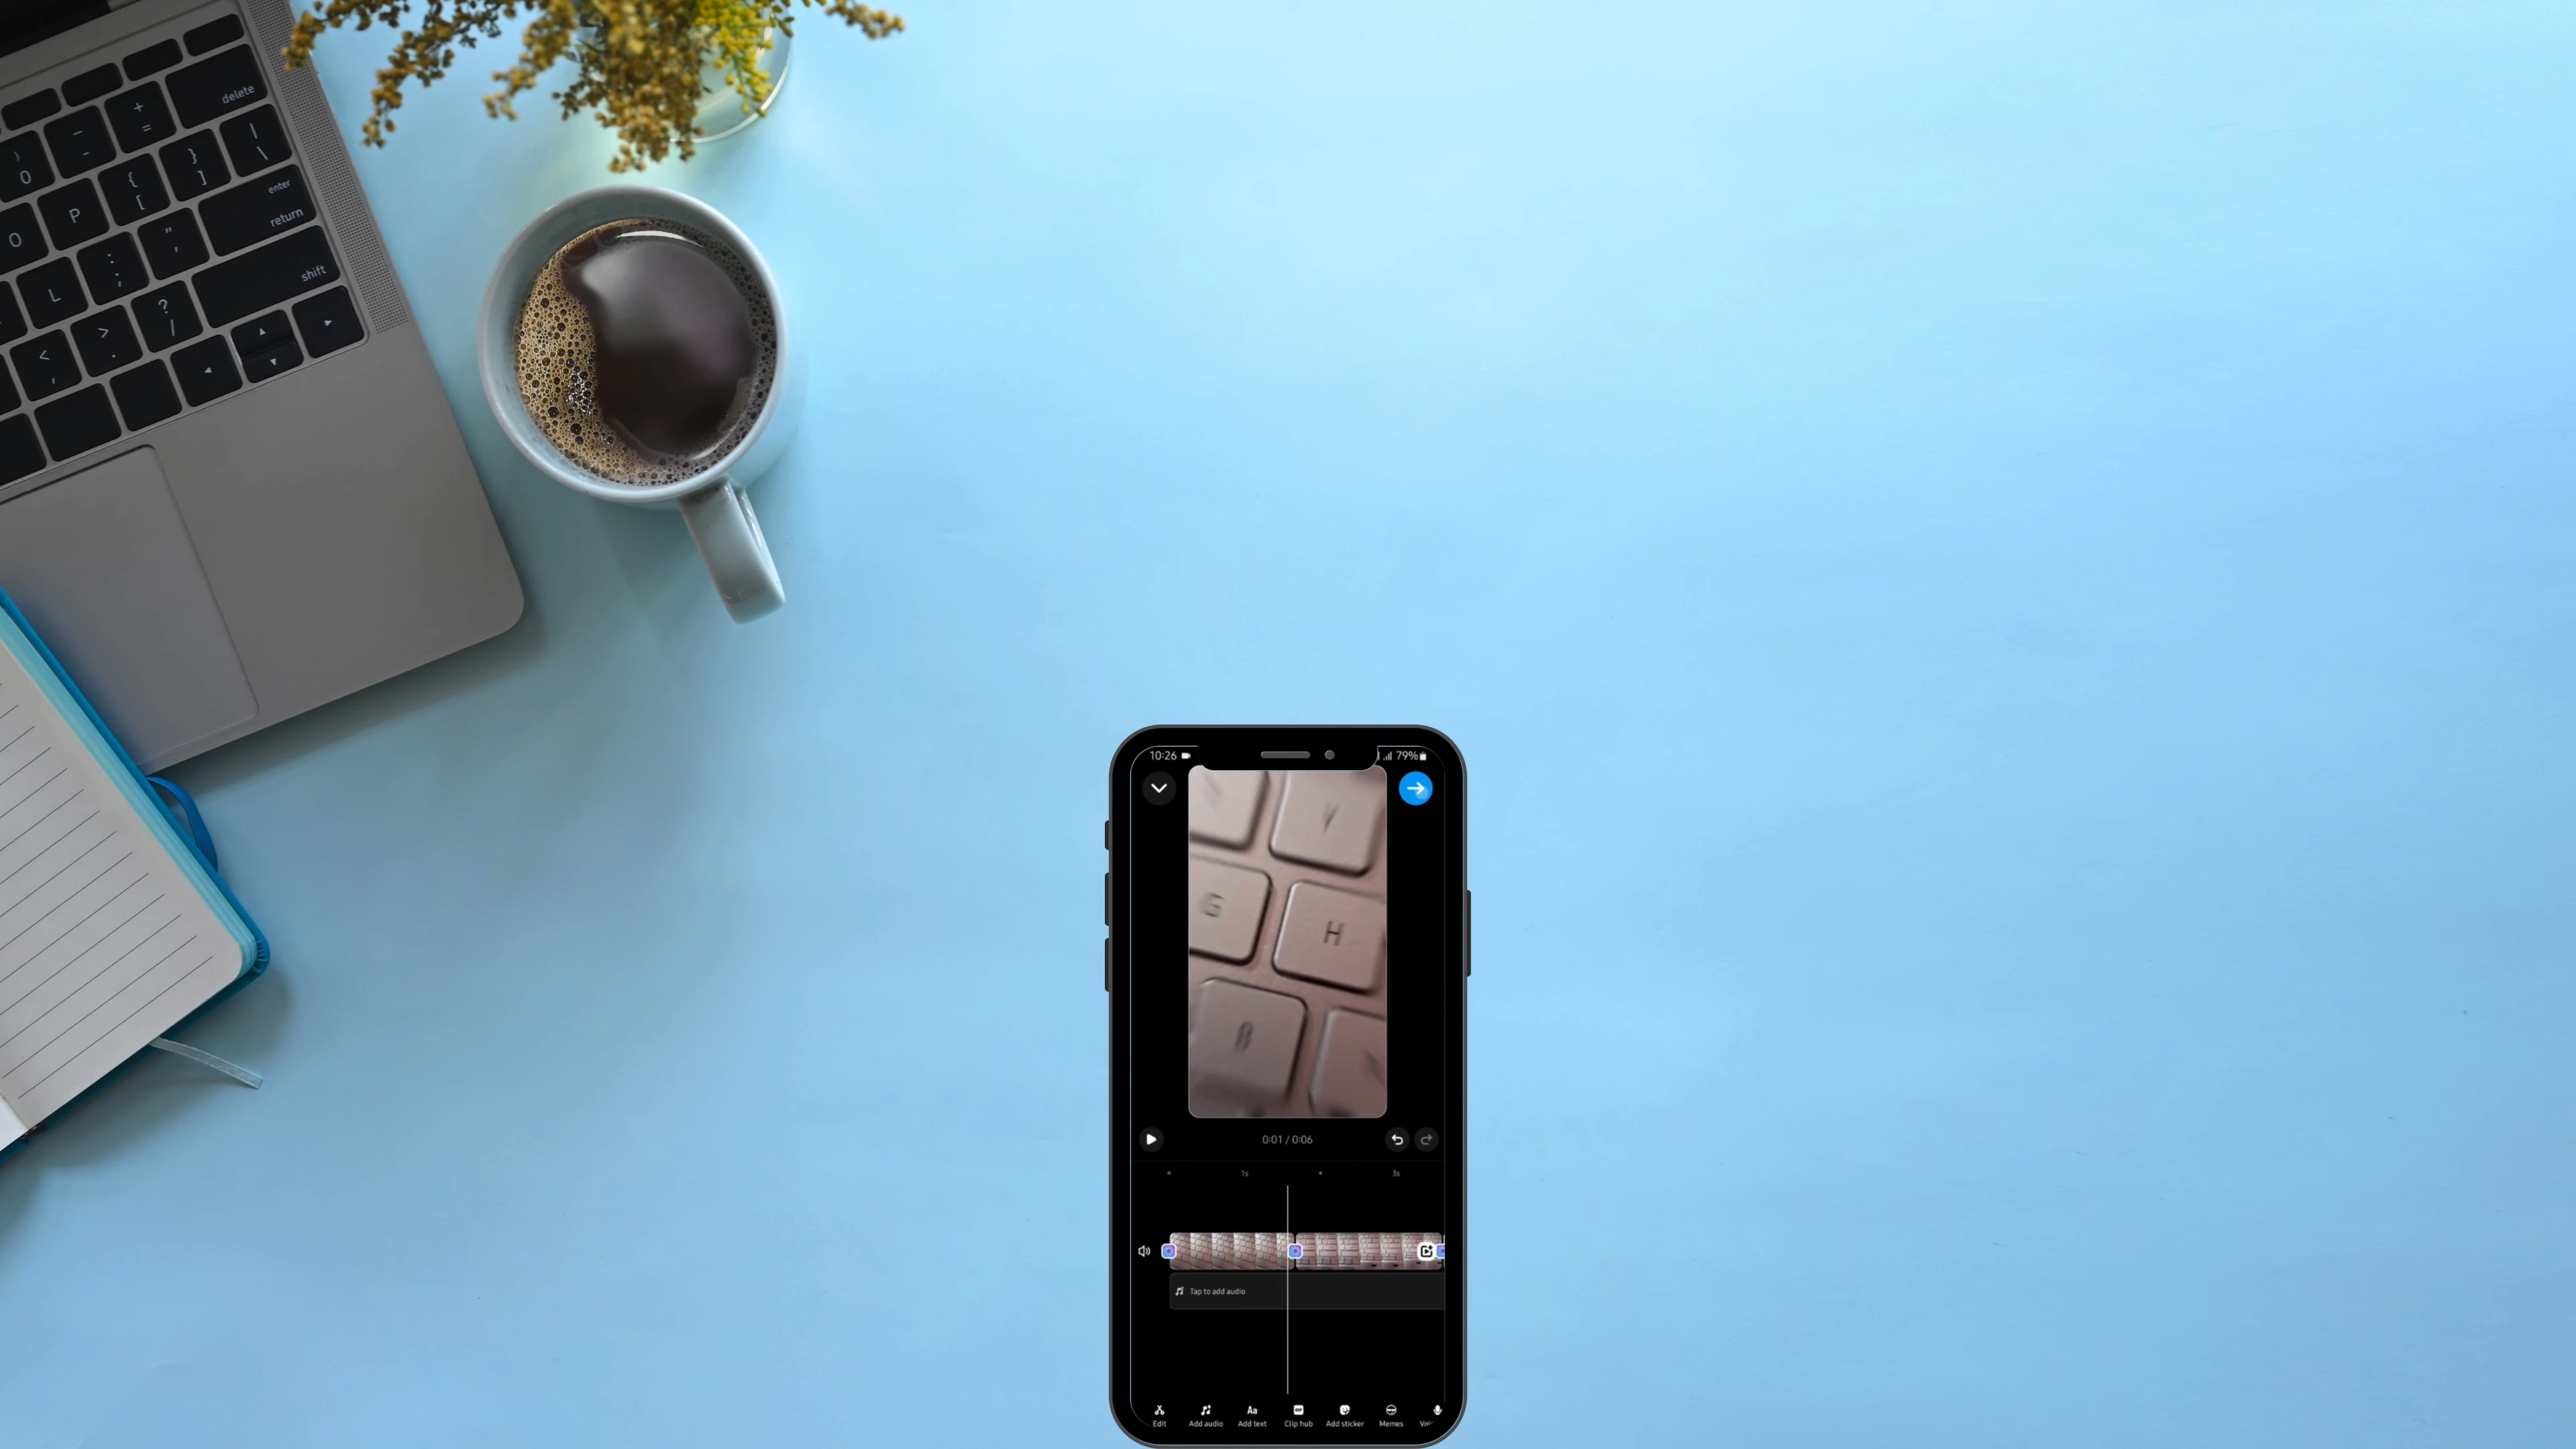 delete
+
=
-
)
0
}
]
|
\
{
[
P
enter
return
O
"
'
:
;
L
shift
?
/
>
.
<
,
10:26
79%
Y
G
H
B
0:01 / 0:06
1s
3s
Tap to add audio
Edit
Add audio
Aa
Add text
Clip hub
Add sticker
Memes